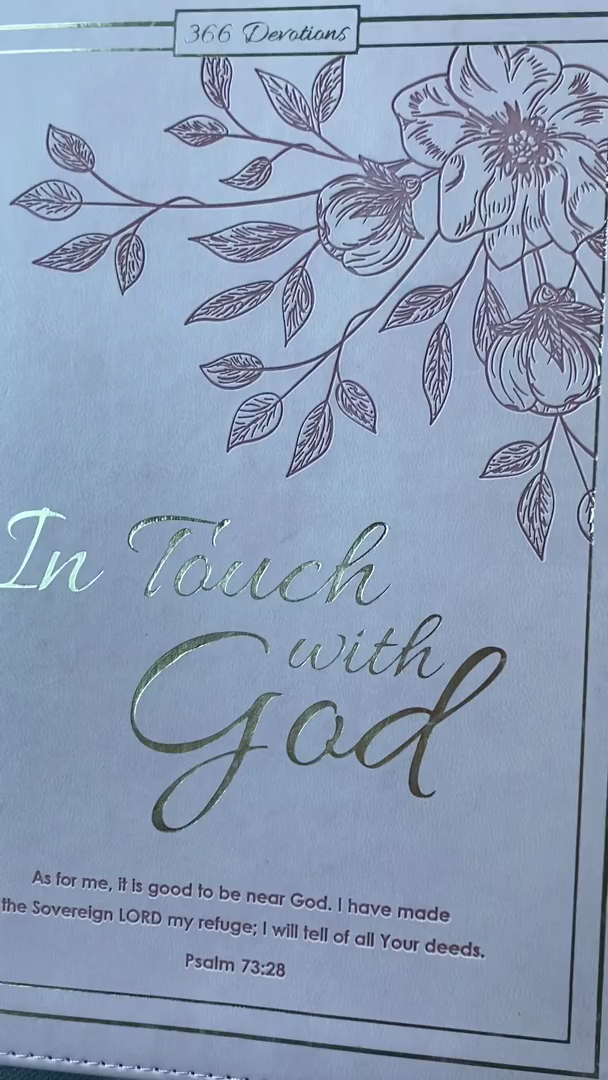 366 Devotions
In Touch
with
God
As for me, it is good to be near God. I have made
the Sovereign LORD my refuge; I will tell of all Your deeds.
Psalm 73:28